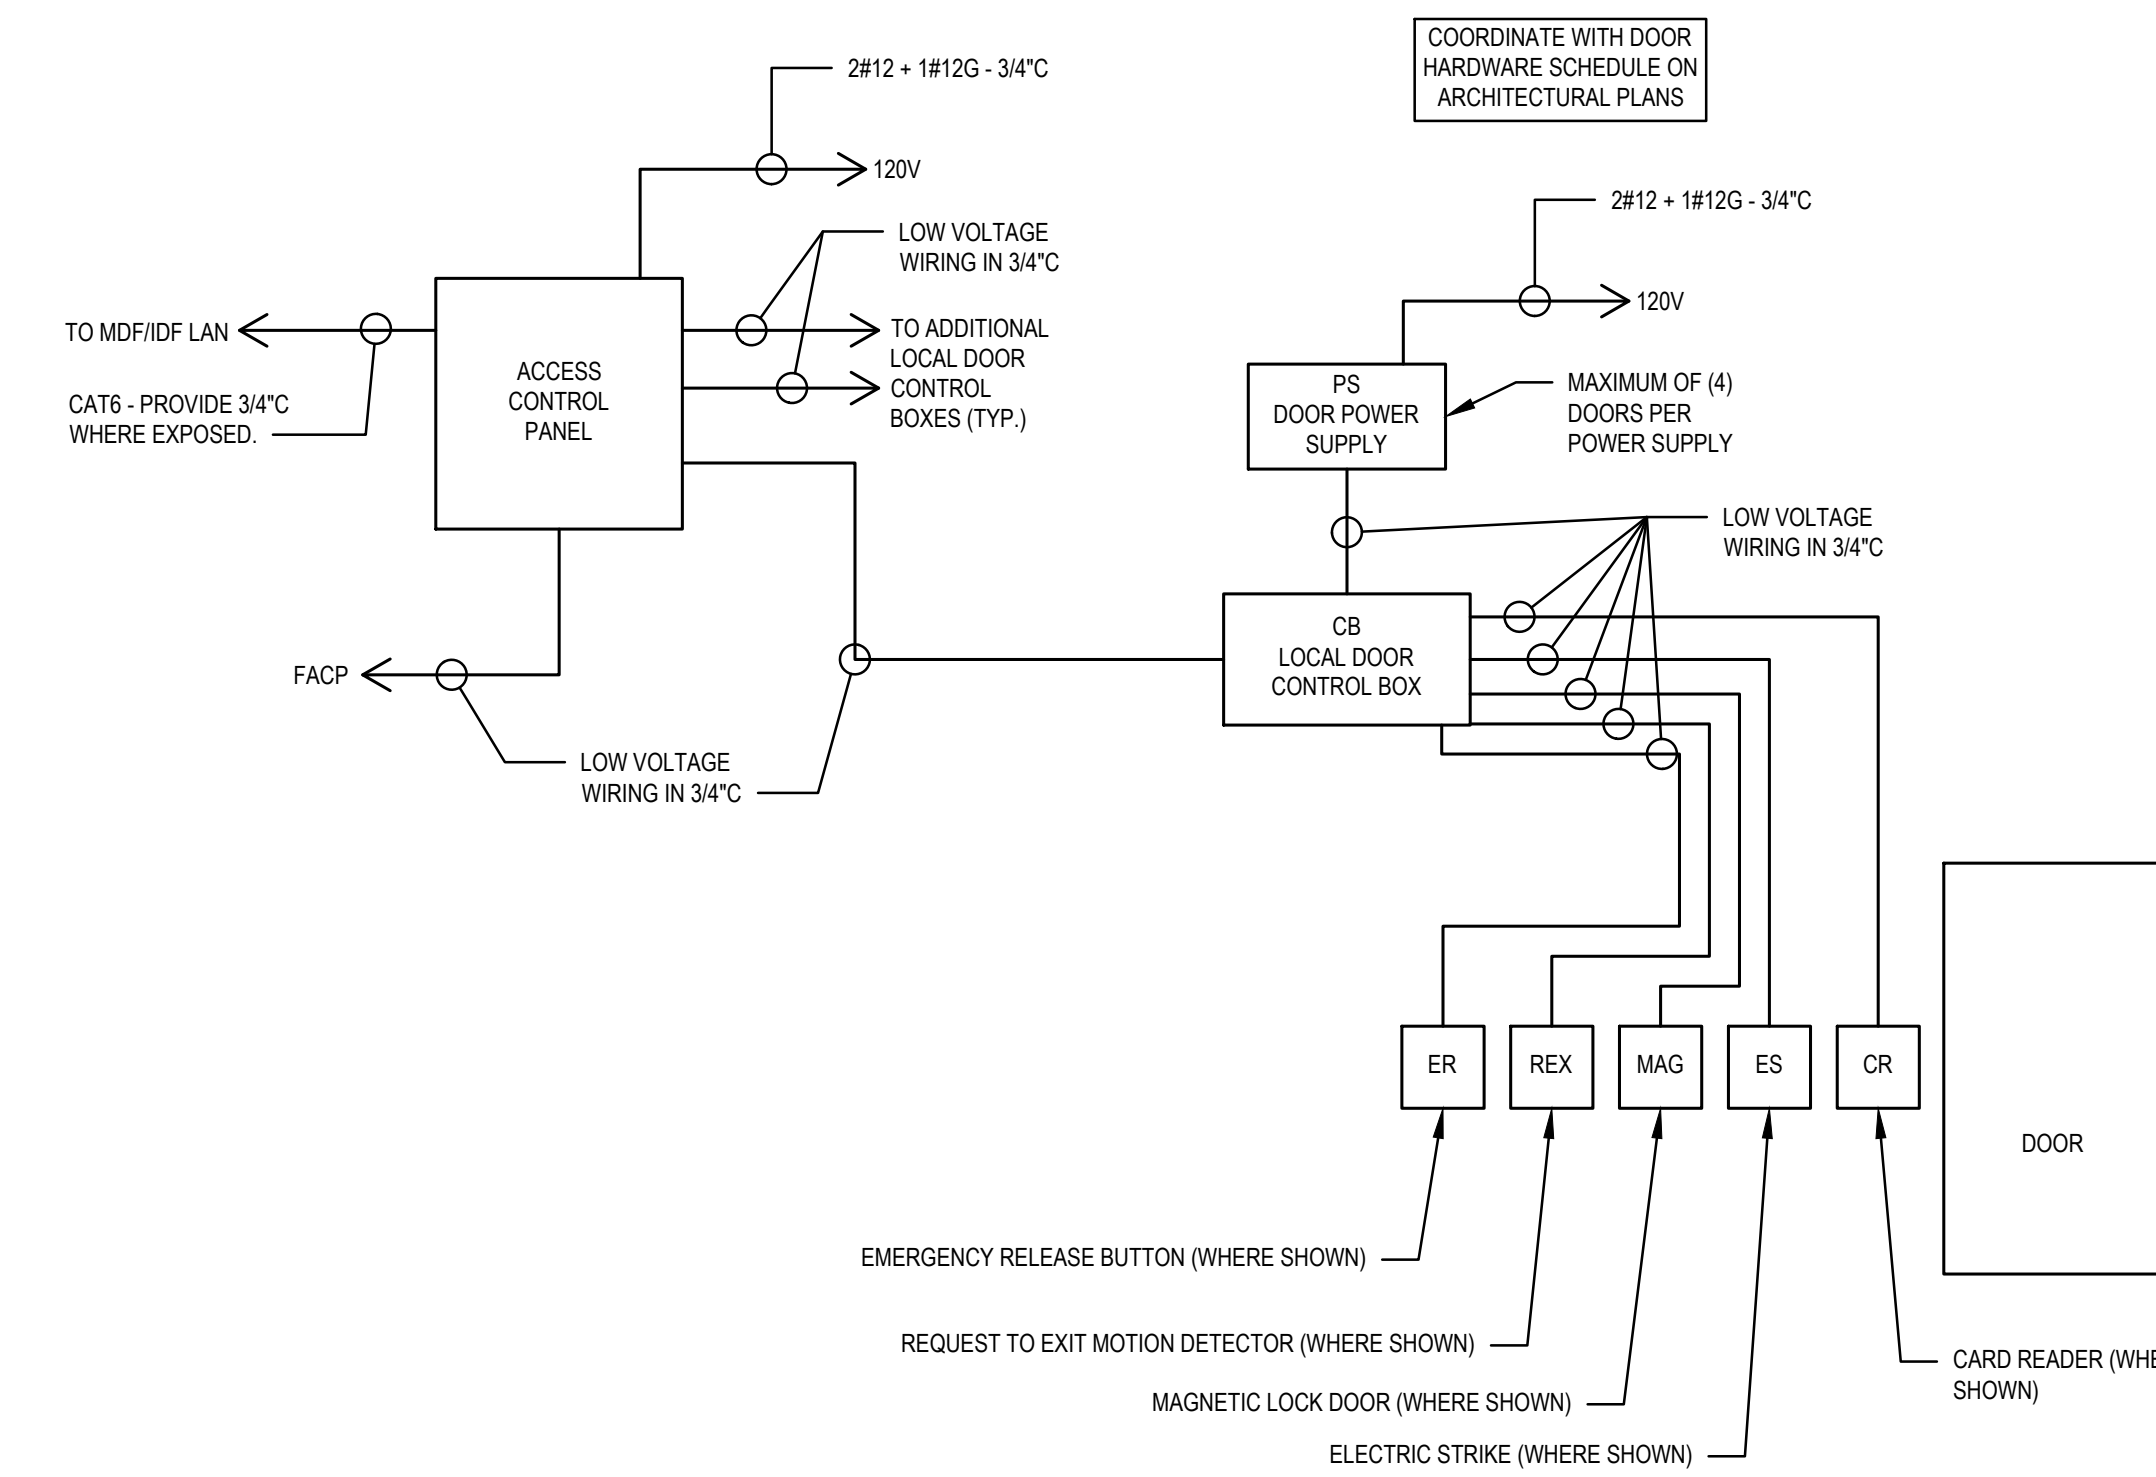 COORDINATE WITH DOOR
HARDWARE SCHEDULE ON
ARCHITECTURAL PLANS
2#12 + 1#12G - 3/4"C
120V
LOW VOLTAGE
WIRING IN 3/4"C
TO MDF/IDF LAN
CAT6 - PROVIDE 3/4"C
WHERE EXPOSED.
ACCESS
CONTROL
PANEL
TO ADDITIONAL
LOCAL DOOR
CONTROL
BOXES (TYP.)
2#12 + 1#12G - 3/4"C
120V
PS
DOOR POWER
SUPPLY
MAXIMUM OF (4)
DOORS PER
POWER SUPPLY
LOW VOLTAGE
WIRING IN 3/4"C
CB
LOCAL DOOR
CONTROL BOX
FACP
LOW VOLTAGE
WIRING IN 3/4"C
ER
REX
MAG
ES
CR
DOOR
EMERGENCY RELEASE BUTTON (WHERE SHOWN)
REQUEST TO EXIT MOTION DETECTOR (WHERE SHOWN)
MAGNETIC LOCK DOOR (WHERE SHOWN)
ELECTRIC STRIKE (WHERE SHOWN)
CARD READER
SHOWN)